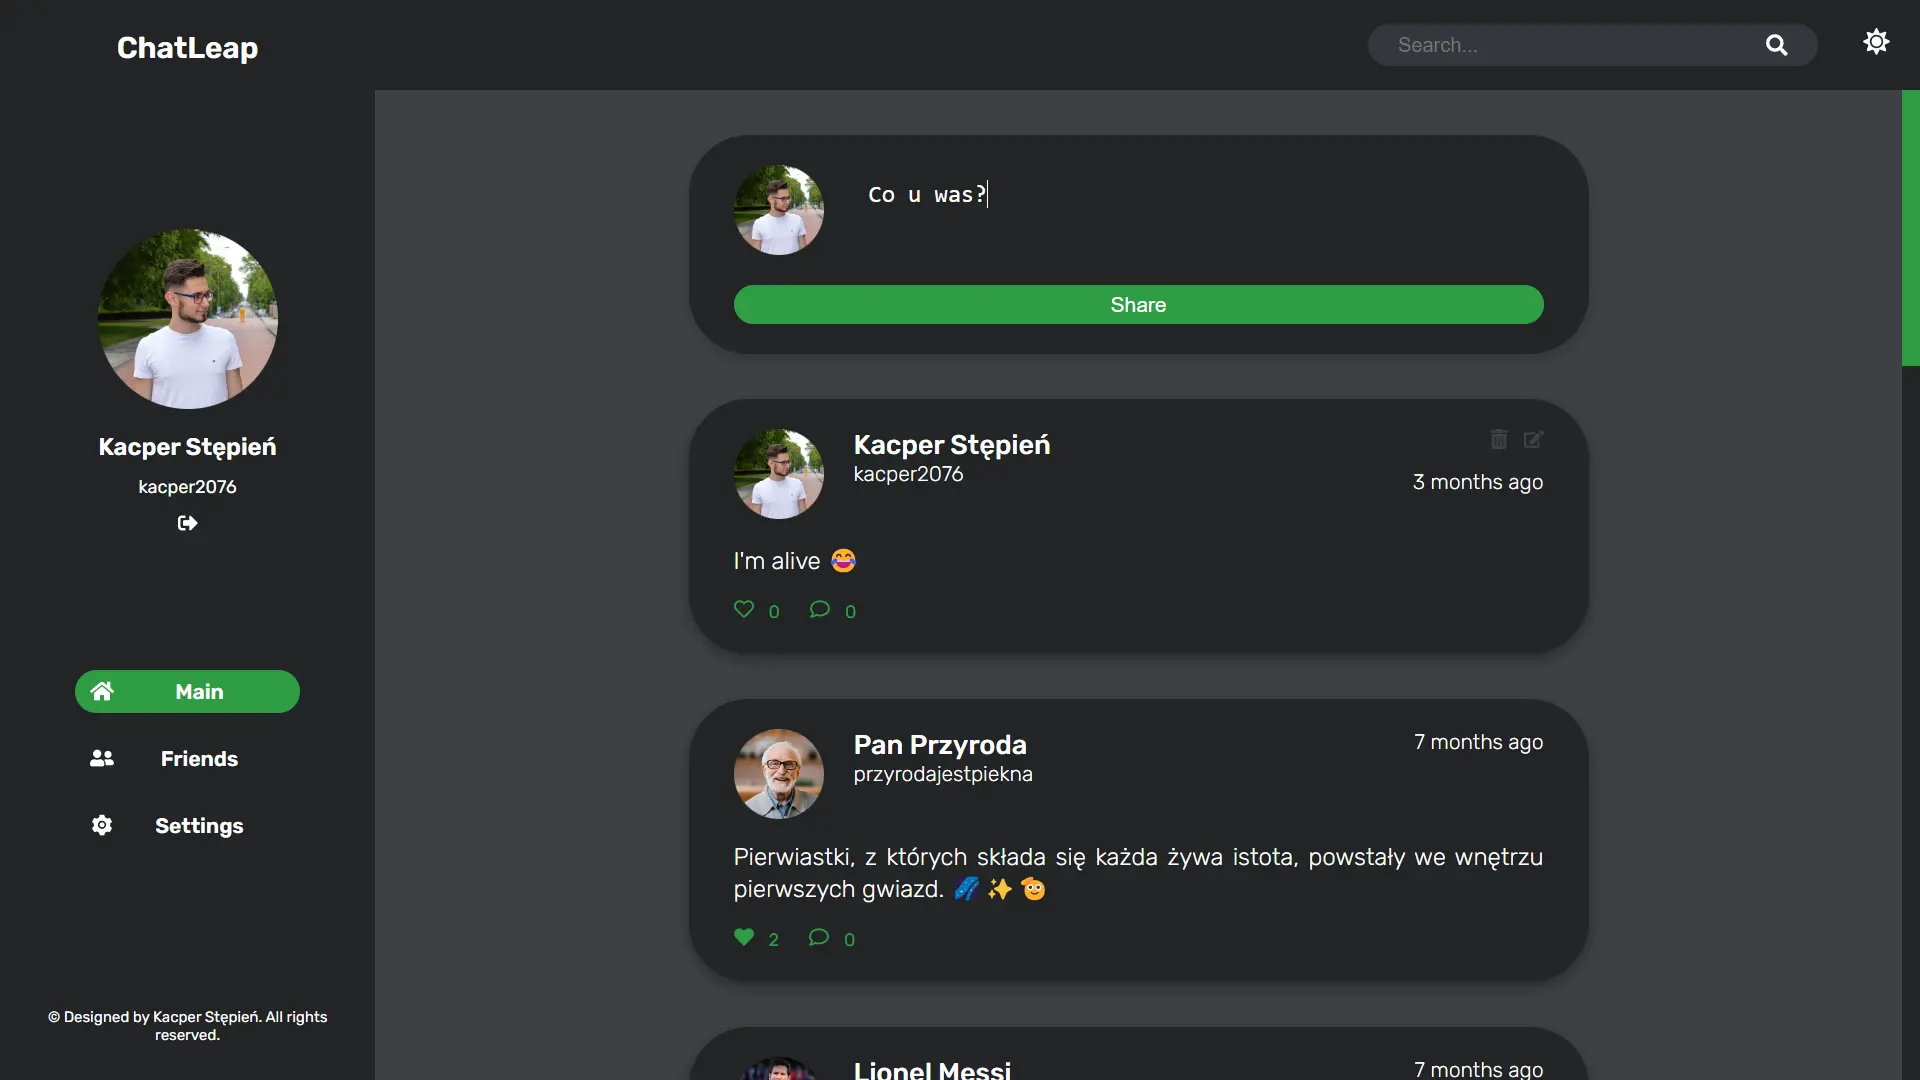 ChatLeap
Search...
Kacper Stępień
kacper2076
Main
Friends
Settings
© Designed by Kacper Stępień. All rights
reserved.
Co u was?
Share
Kacper Stępień
kacper2076
3 months ago
I'm alive 😂
0 0
Pan Przyroda
przyrodajestpiekna
7 months ago
Pierwiastki, z których składa się każda żywa istota, powstały we wnętrzu
pierwszych gwiazd. 🌌 ✨ 🫡
2 0
Lionel Messi
7 months ago